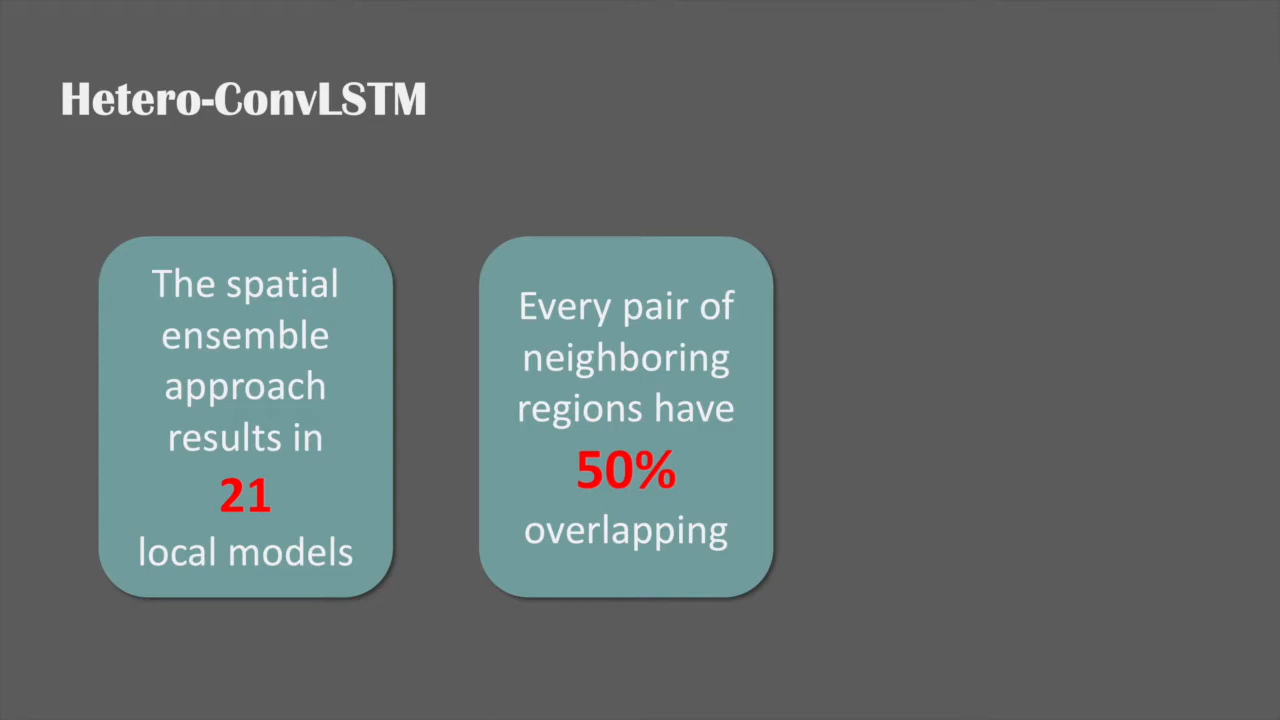 Hetero-ConvLSTM
The spatial
ensemble
approach
results in
21
local models
Every pair of
neighboring
regions have
50%
overlapping